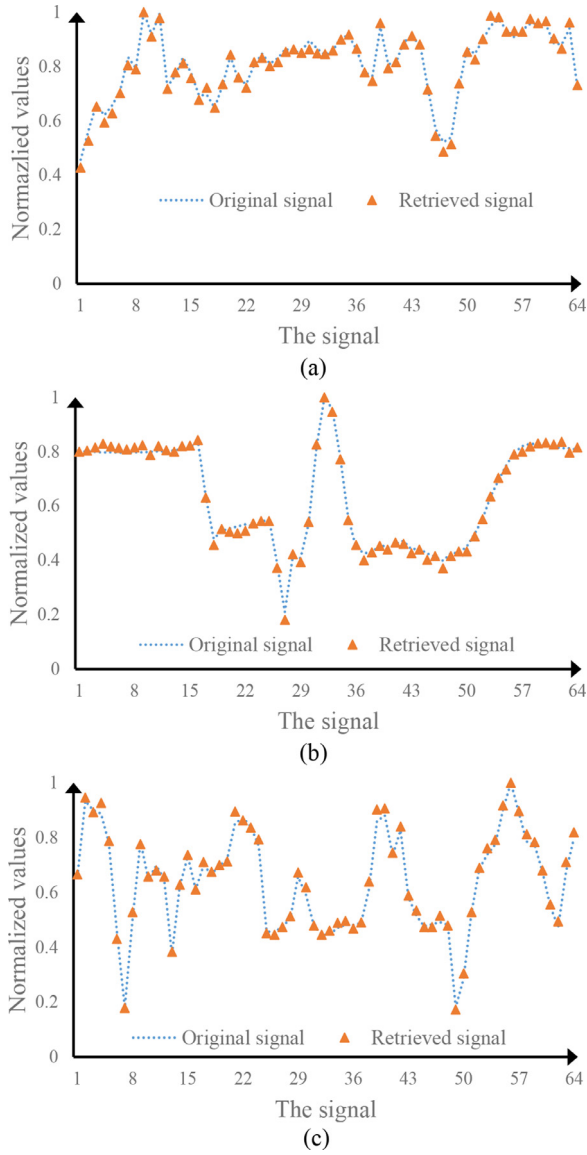 1
0.8
0.6
0.4
0.2
0
Normazlied values
Original signal Retrieved signal
1 8 15 22 29 36 43 50 57 64
The signal
(a)
1
0.8
0.6
0.4
0.2
0
Normalized values
Original signal Retrieved signal
1 8 15 22 29 36 43 50 57 64
The signal
(b)
1
0.8
0.6
0.4
0.2
0
Normalized values
Original signal Retrieved signal
1 8 15 22 29 36 43 50 57 64
The signal
(c)